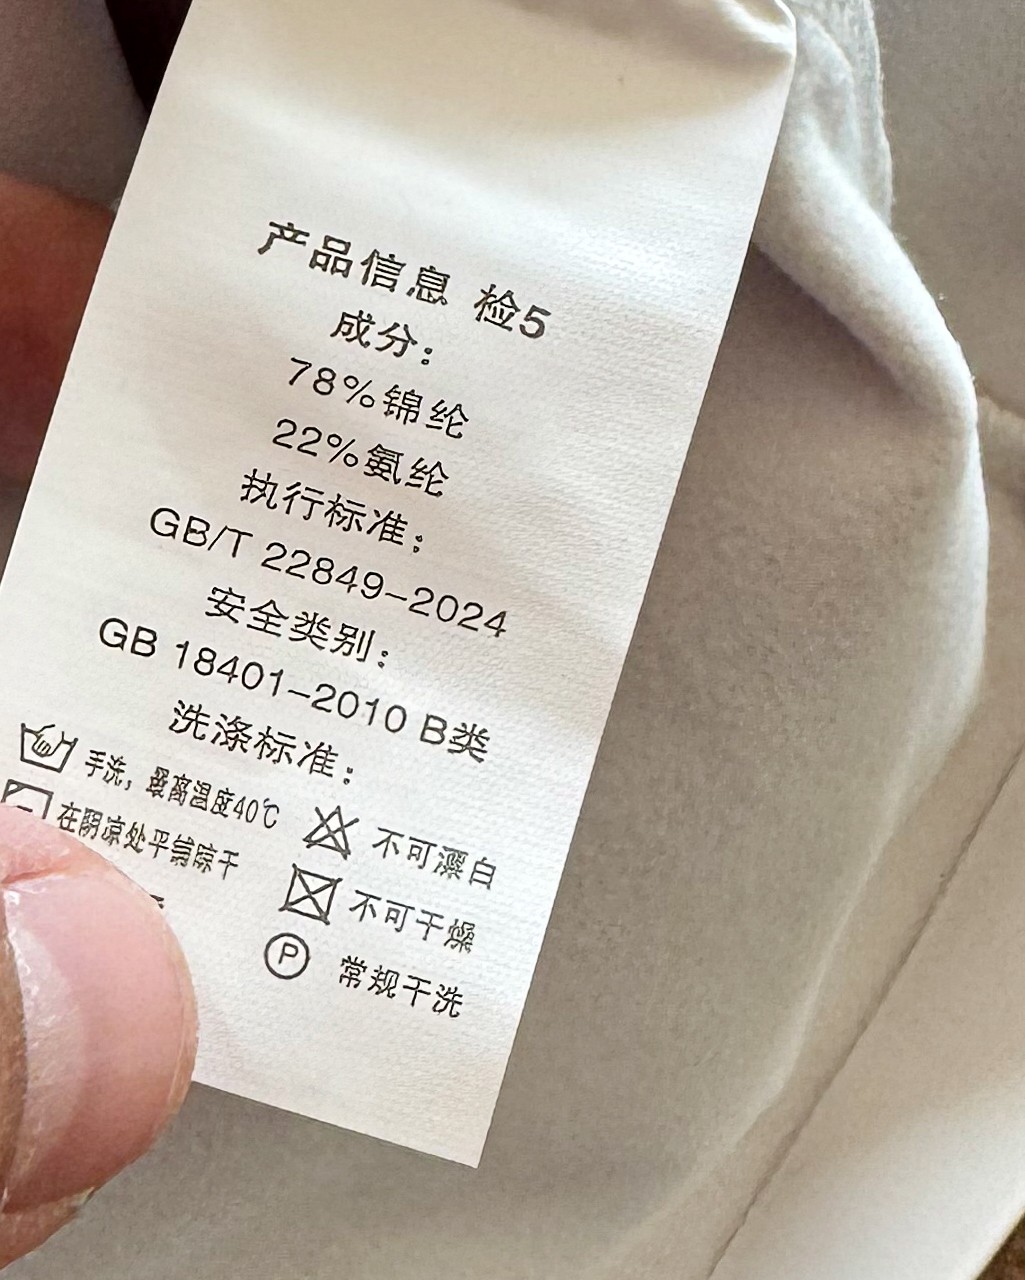 产品信息 检5
成分：
78%锦纶
22%氨纶
执行标准：
GB/T 22849-2024
安全类别：
GB 18401-2010 B类
洗涤标准：
手洗，最高温度40℃
在阴凉处平摊晾干
不可漂白
不可干燥
P 常规干洗